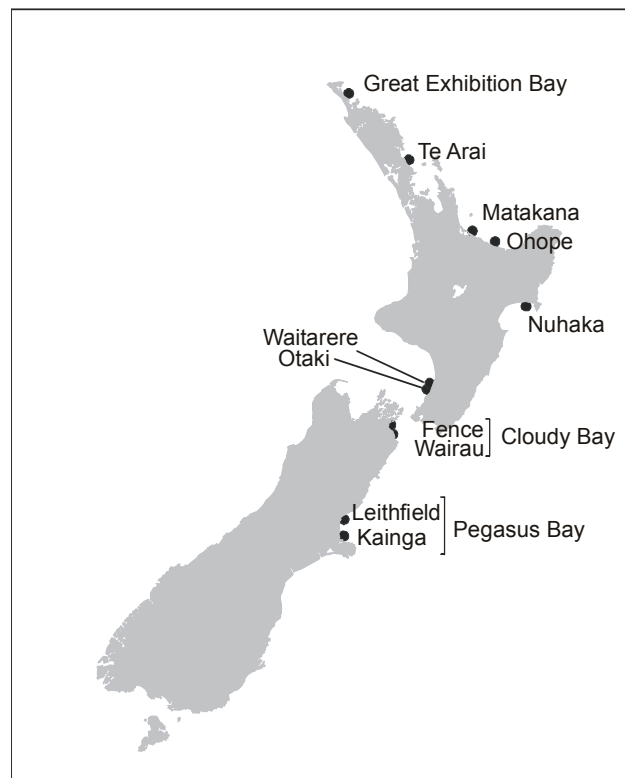 Great Exhibition Bay
Te Arai
Matakana
Ohope
Nuhaka
Waitarere
Otaki
Fence
Wairau
Cloudy Bay
Leithfield
Kainga
Pegasus Bay